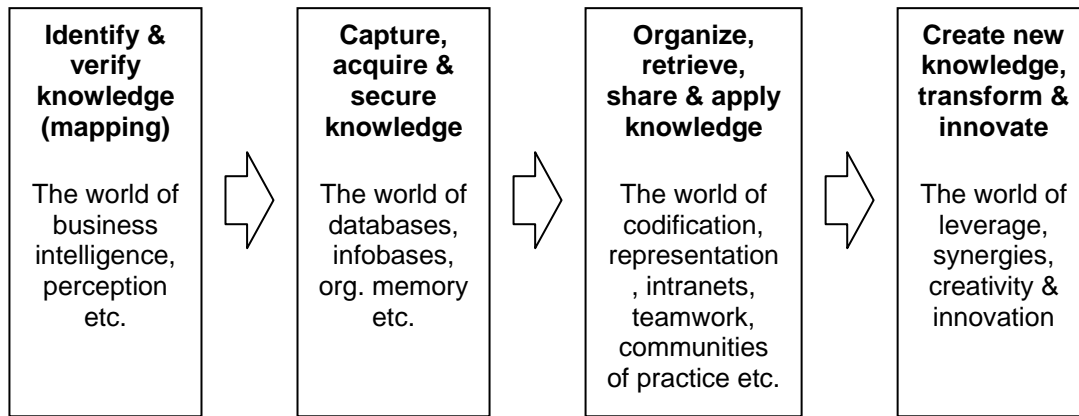 Identify &
verify
knowledge
(mapping)
The world of
business
intelligence,
perception
etc.
Capture,
acquire &
secure
knowledge
The world of
databases,
infobases,
org. memory
etc.
Organize,
retrieve,
share & apply
knowledge
The world of
codification,
representation
, intranets,
teamwork,
communities
of practice etc.
Create new
knowledge,
transform &
innovate
The world of
leverage,
synergies,
creativity &
innovation